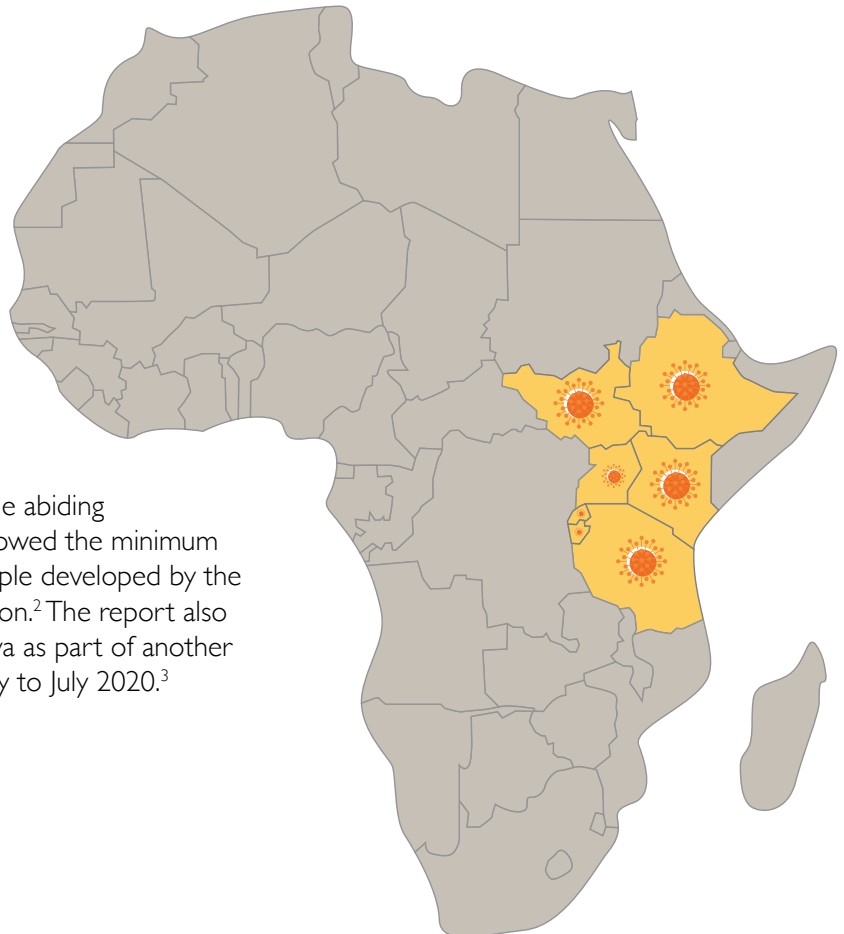 e abiding
owed the minimum
ple developed by the
on.2 The report also
va as part of another
y to July 2020.3